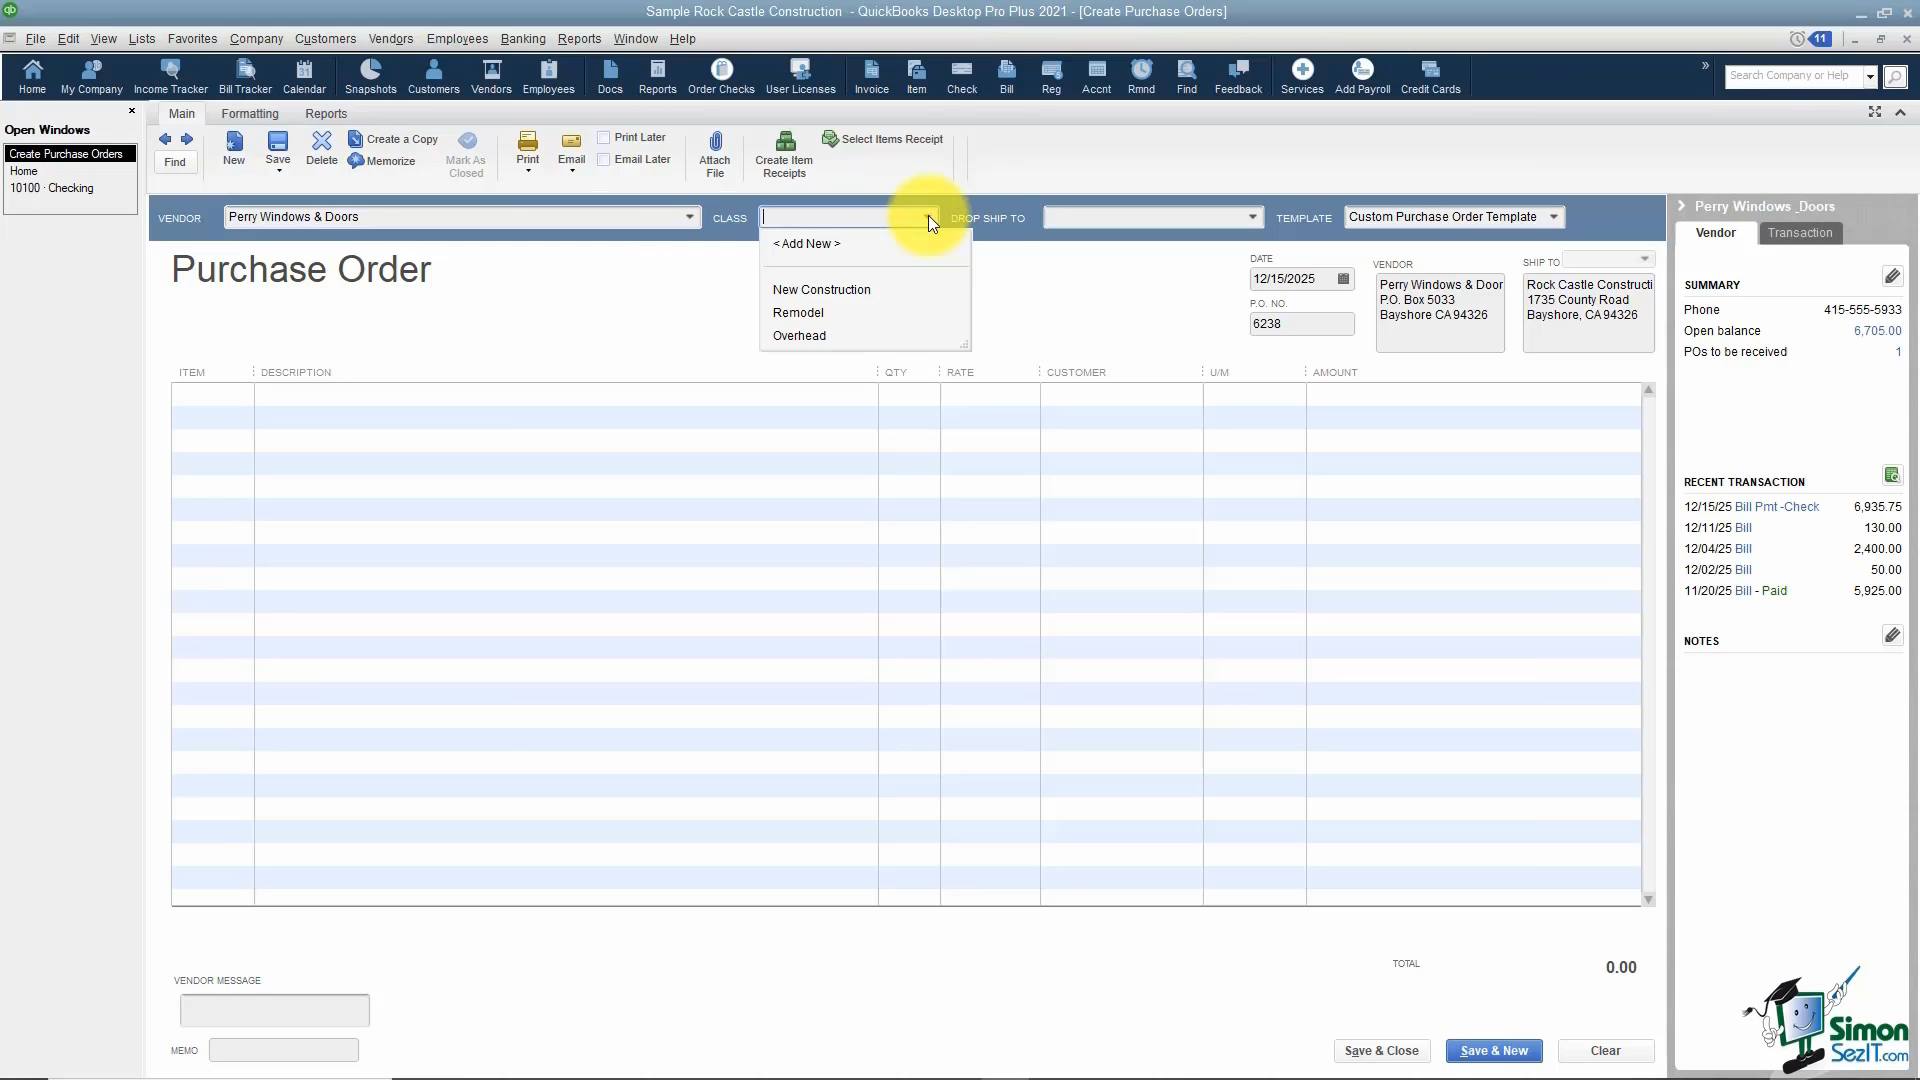 Sample Rock Castle Construction - QuickBooks Desktop Pro Plus 2021 - [Create Purchase Orders]
File Edit View Lists Favorites Company Customers Vendors Employees Banking Reports Window Help 11
Home My Company Income Tracker Bill Tracker Calendar Snapshots Customers Vendors Employees Docs Reports Order Checks User Licenses Invoice Item Check Bill Reg Accnt Rmnd Find Feedback Services Add Payroll Credit Cards » Search Company or Help
Open Windows
Create Purchase Orders
Home
10100 · Checking
Main Formatting Reports
Find New Save Delete Create a Copy Memorize Mark As Closed Print Email Print Later Email Later Attach File Create Item Receipts Select Items Receipt
VENDOR Perry Windows & Doors CLASS DROP SHIP TO TEMPLATE Custom Purchase Order Template
< Add New >
New Construction
Remodel
Overhead
Purchase Order
DATE
12/15/2025
P.O. NO.
6238
VENDOR
Perry Windows & Door
P.O. Box 5033
Bayshore CA 94326
SHIP TO
Rock Castle Constructi
1735 County Road
Bayshore, CA 94326
ITEM DESCRIPTION QTY RATE CUSTOMER U/M AMOUNT
TOTAL 0.00
VENDOR MESSAGE
MEMO
Save & Close Save & New Clear
Perry Windows _Doors
Vendor Transaction
SUMMARY
Phone 415-555-5933
Open balance 6,705.00
POs to be received 1
RECENT TRANSACTION
12/15/25 Bill Pmt -Check 6,935.75
12/11/25 Bill 130.00
12/04/25 Bill 2,400.00
12/02/25 Bill 50.00
11/20/25 Bill - Paid 5,925.00
NOTES
Simon
SezIT.com